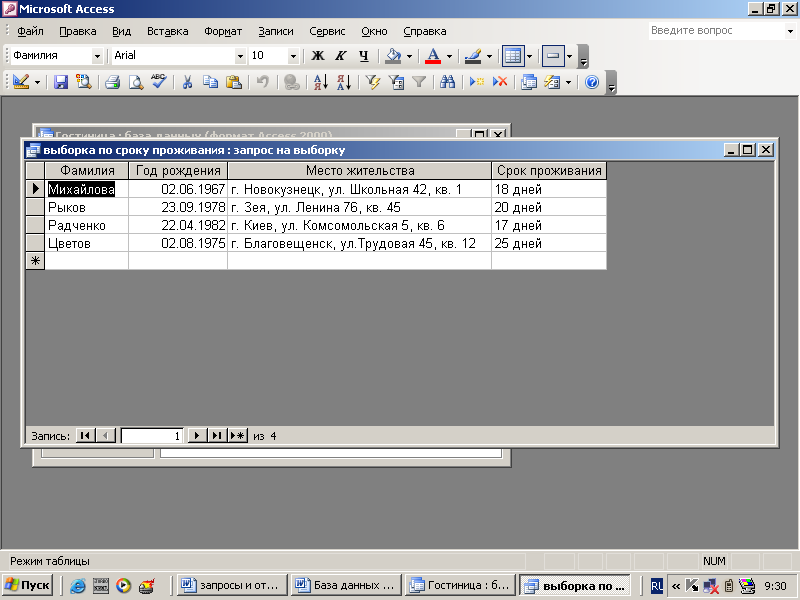 Microsoft Access
Файл Правка Вид Вставка Формат Записи Сервис Окно Справка Введите вопрос
Фамилия Arial 10 Ж К Ч
Гостиница : база данных (формат Access 2000)
выборка по сроку проживания : запрос на выборку
Фамилия Год рождения Место жительства Срок проживания
Михайлова 02.06.1967 г. Новокузнецк, ул. Школьная 42, кв. 1 18 дней
Рыков 23.09.1978 г. Зея, ул. Ленина 76, кв. 45 20 дней
Радченко 22.04.1982 г. Киев, ул. Комсомольская 5, кв. 6 17 дней
Цветов 02.08.1975 г. Благовещенск, ул.Трудовая 45, кв. 12 25 дней
Запись: 1 из 4
Режим таблицы NUM
Пуск запросы и от... База данных ... Гостиница : б... выборка по ... RU « 9:30